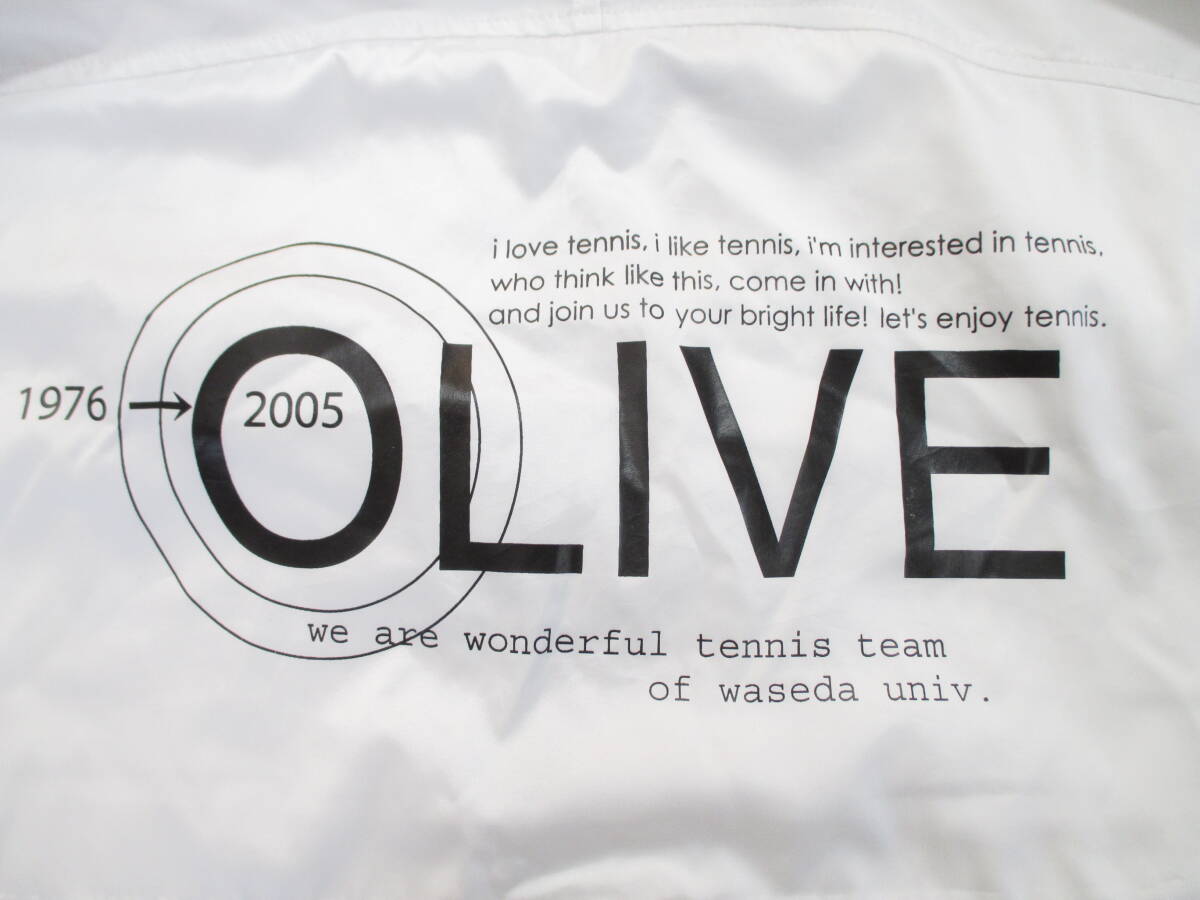 i love tennis, i like tennis, i'm interested in tennis,
who think like this, come in with!
and join us to your bright life! let's enjoy tennis.
1976 → 2005
OLIVE
we are wonderful tennis team
of waseda univ.